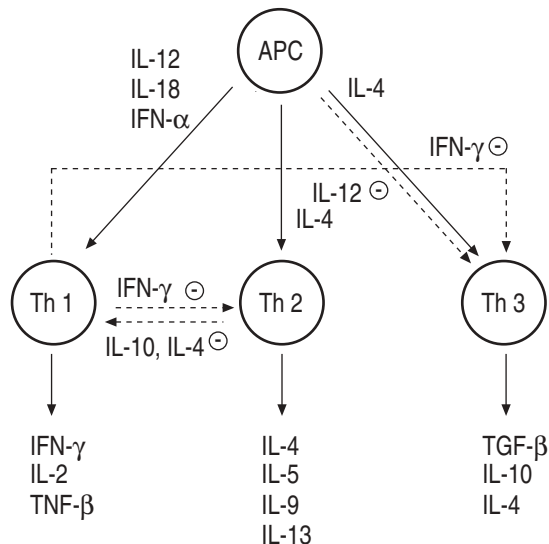 APC
IL-12
IL-18
IFN-α
IL-4
IFN-γ ⊖
IL-12 ⊖
IL-4
Th 1
IFN-γ ⊖
IL-10, IL-4 ⊖
Th 2
Th 3
IFN-γ
IL-2
TNF-β
IL-4
IL-5
IL-9
IL-13
TGF-β
IL-10
IL-4